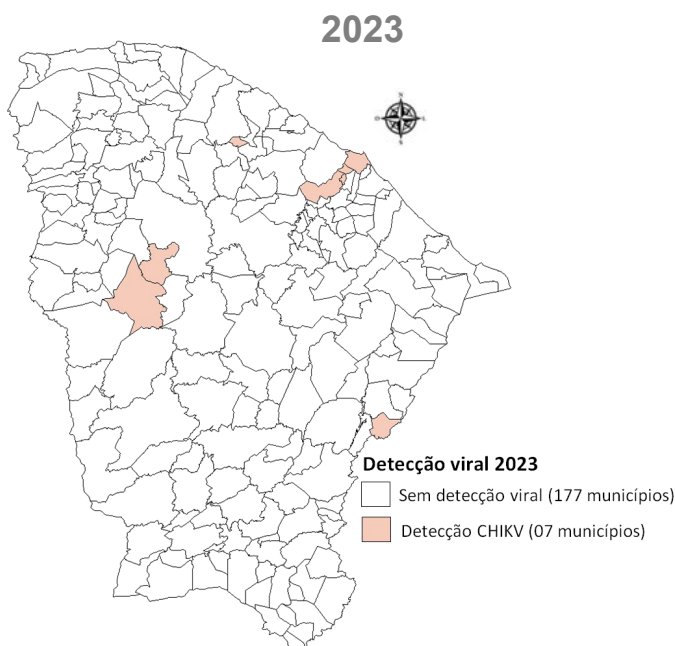 2023
N
O
L
S
Detecção viral 2023
Sem detecção viral (177 municípios)
Detecção CHIKV (07 municípios)